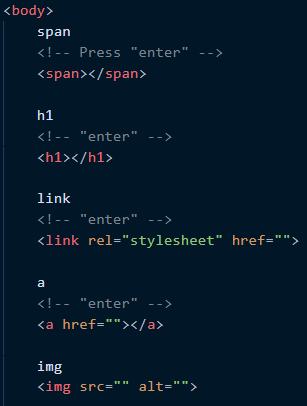 <body>
span
<!-- Press "enter" -->
<span></span>
h1
<!-- "enter" -->
<h1></h1>
link
<!-- "enter" -->
<link rel="stylesheet" href="">
a
<!-- "enter" -->
<a href=""></a>
img
<img src="" alt="">